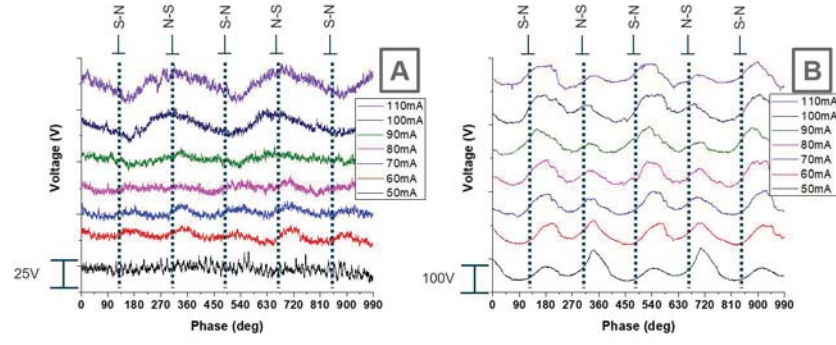 S-N N-S S-N N-S S-N
A
Voltage (V)
110mA
100mA
90mA
80mA
70mA
60mA
50mA
25V
0 90 180 270 360 450 540 630 720 810 900 990
Phase (deg)
S-N N-S S-N N-S S-N
B
Voltage (V)
110mA
100mA
90mA
80mA
70mA
60mA
50mA
100V
0 90 180 270 360 450 540 630 720 810 900 990
Phase (deg)